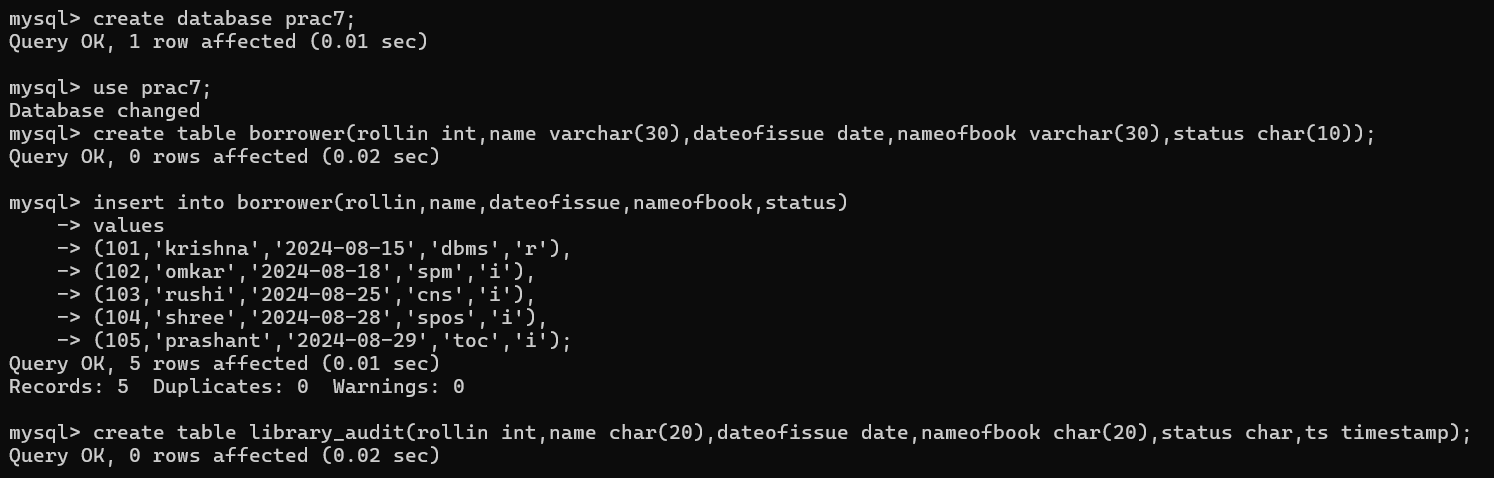 mysql> create database prac7;
Query OK, 1 row affected (0.01 sec)
mysql> use prac7;
Database changed
mysql> create table borrower(rollin int,name varchar(30),dateofissue date,nameofbook varchar(30),status char(10));
Query OK, 0 rows affected (0.02 sec)
mysql> insert into borrower(rollin,name,dateofissue,nameofbook,status)
    -> values
    -> (101,'krishna','2024-08-15','dbms','r'),
    -> (102,'omkar','2024-08-18','spm','i'),
    -> (103,'rushi','2024-08-25','cns','i'),
    -> (104,'shree','2024-08-28','spos','i'),
    -> (105,'prashant','2024-08-29','toc','i');
Query OK, 5 rows affected (0.01 sec)
Records: 5  Duplicates: 0  Warnings: 0
mysql> create table library_audit(rollin int,name char(20),dateofissue date,nameofbook char(20),status char,ts timestamp);
Query OK, 0 rows affected (0.02 sec)